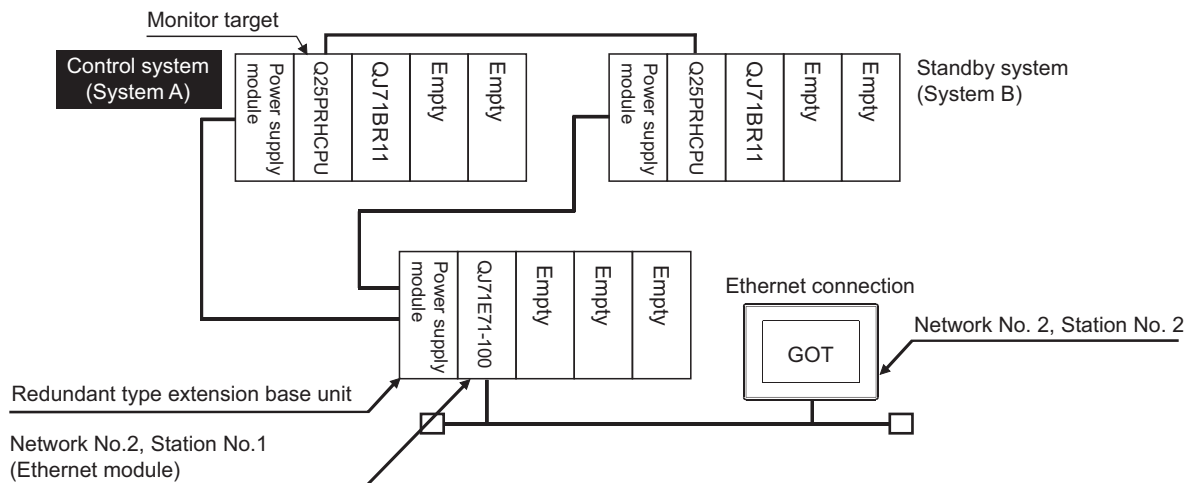 Monitor target
Control system
(System A)
Power supply
module
Q25PRHCPU
QJ71BR11
Empty
Empty
Power supply
module
Q25PRHCPU
QJ71BR11
Empty
Empty
Standby system
(System B)
Power supply
module
QJ71E71-100
Empty
Empty
Empty
Ethernet connection
GOT
Network No. 2, Station No. 2
Redundant type extension base unit
Network No.2, Station No.1
(Ethernet module)